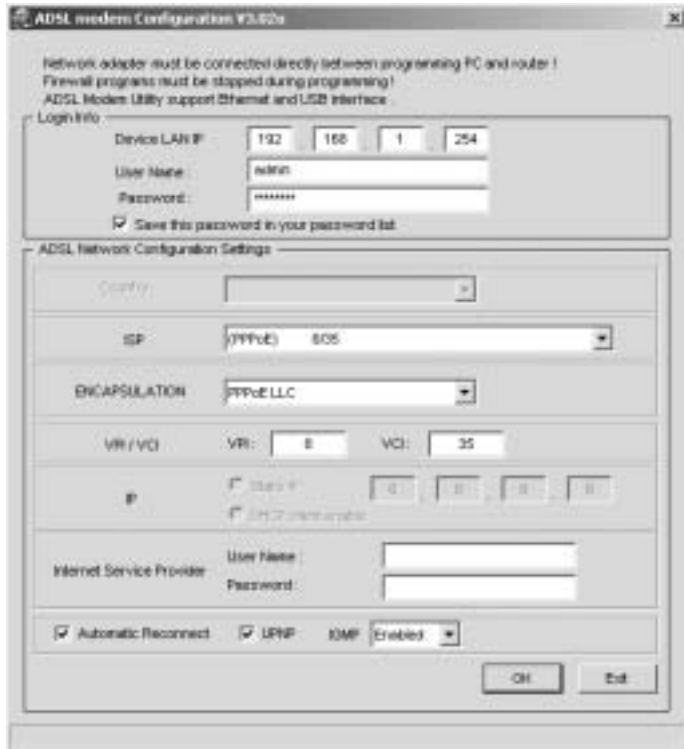 ADSL modem Configuration V3.02a
Network adapter must be connected directly between programming PC and router !
Firewall programs must be stopped during programming!
ADSL Modem Utility support Ethernet and USB interface .
Login Info
Device LAN IP 192 . 168 . 1 . 254
User Name : admin
Password : ********
Save this password in your password list
ADSL Network Configuration Settings
Country
ISP (PPPoE) 8/35
ENCAPSULATION PPPoE LLC
VPI / VCI VPI : 8 VCI : 35
IP Static IP 0 . 0 . 0 . 0
DHCP
Internet Service Provider
User Name :
Password :
Automatic Reconnect UPNP IGMP Enabled
OK Exit